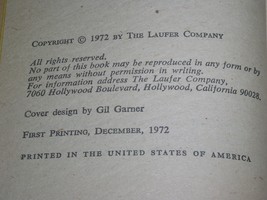 COPYRIGHT © 1972 BY THE LAUFER COMPANY
All rights reserved.
No part of this book may be reproduced in any form or by
any means without permission in writing.
For information address The Laufer Company,
7060 Hollywood Boulevard, Hollywood, California 90028.
Cover design by Gil Garner
FIRST PRINTING, DECEMBER, 1972
PRINTED IN THE UNITED STATES OF AMERICA